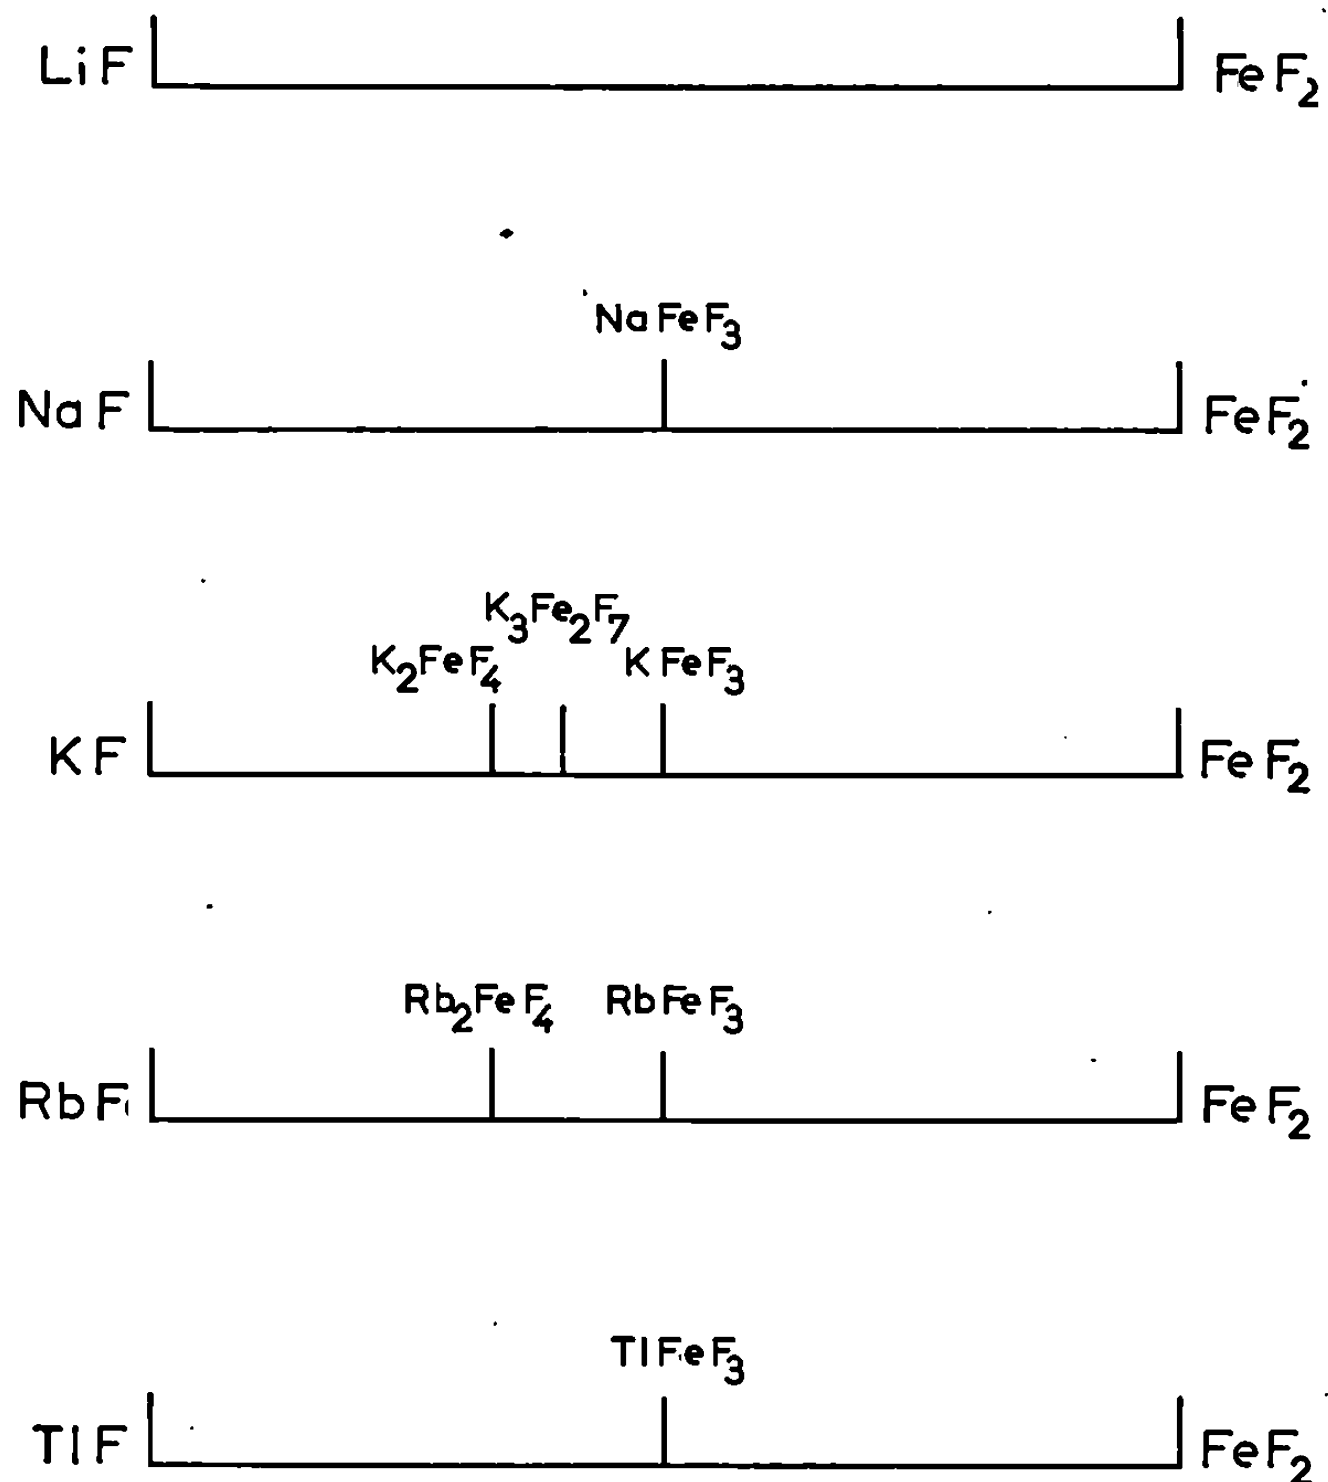 LiF FeF2
NaFeF3
NaF FeF2
K3Fe2F7
K2FeF4 KFeF3
KF FeF2
Rb2FeF4 RbFeF3
RbF FeF2
TlFeF3
TlF FeF2